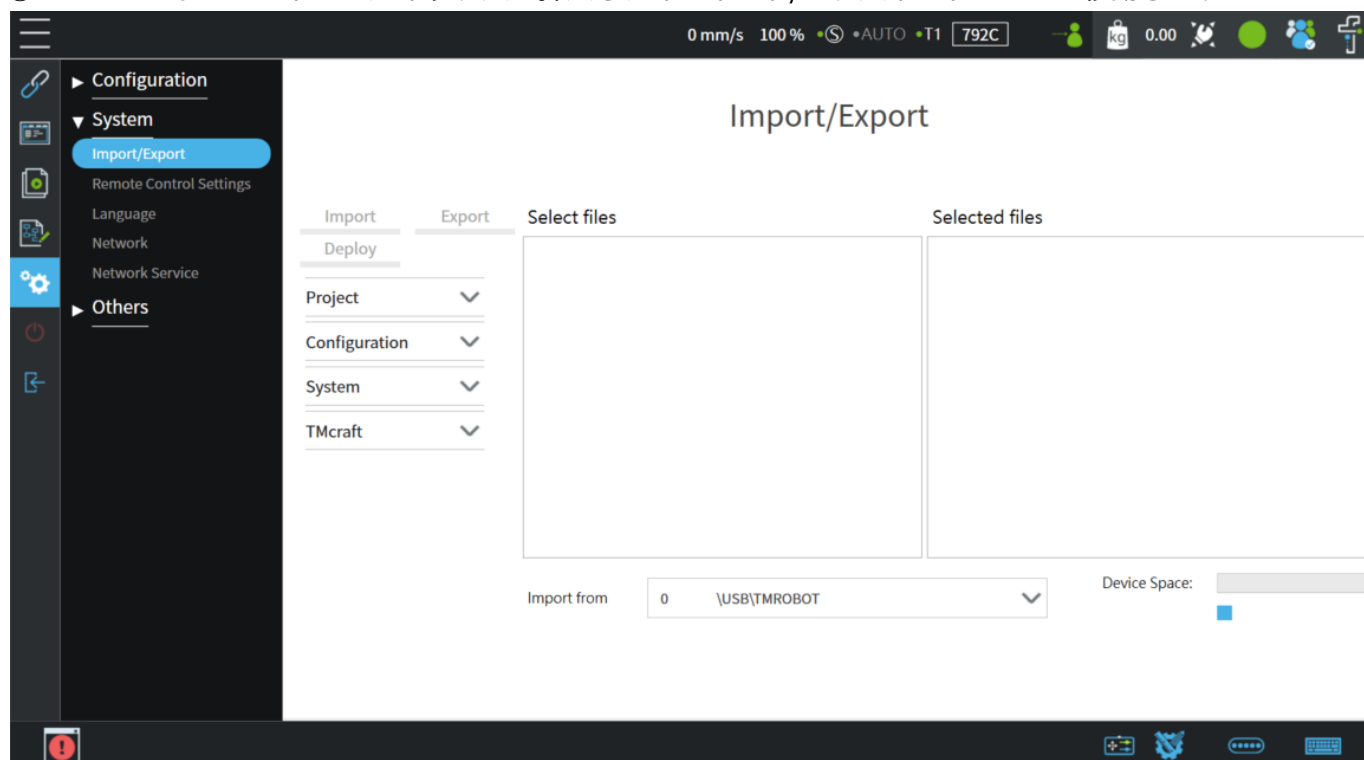 0 mm/s 100 % •Ⓢ •AUTO •T1 792C kg 0.00
▶ Configuration
▼ System
Import/Export
Remote Control Settings
Language
Network
Network Service
▶ Others
Import/Export
Import Export
Deploy
Project
Configuration
System
TMcraft
Select files
Selected files
Import from 0 \USB\TMROBOT
Device Space: